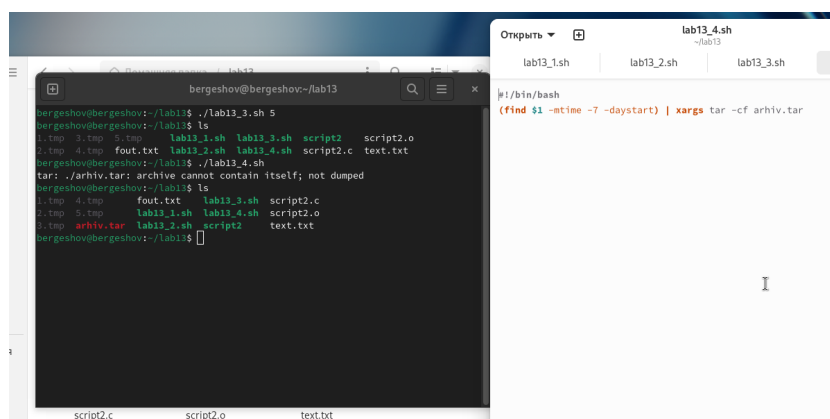 Открыть
lab13_4.sh
~/lab13
lab13_1.sh lab13_2.sh lab13_3.sh
Домашняя папка / lab13
bergeshov@bergeshov:~/lab13
bergeshov@bergeshov:~/lab13$ ./lab13_3.sh 5
bergeshov@bergeshov:~/lab13$ ls
1.tmp 3.tmp 5.tmp lab13_1.sh lab13_3.sh script2 script2.o
2.tmp 4.tmp fout.txt lab13_2.sh lab13_4.sh script2.c text.txt
bergeshov@bergeshov:~/lab13$ ./lab13_4.sh
tar: ./arhiv.tar: archive cannot contain itself; not dumped
bergeshov@bergeshov:~/lab13$ ls
1.tmp 4.tmp fout.txt lab13_3.sh script2.c
2.tmp 5.tmp lab13_1.sh lab13_4.sh script2.o
3.tmp arhiv.tar lab13_2.sh script2 text.txt
bergeshov@bergeshov:~/lab13$
#!/bin/bash
(find $1 -mtime -7 -daystart) | xargs tar -cf arhiv.tar
я
script2.c script2.o text.txt